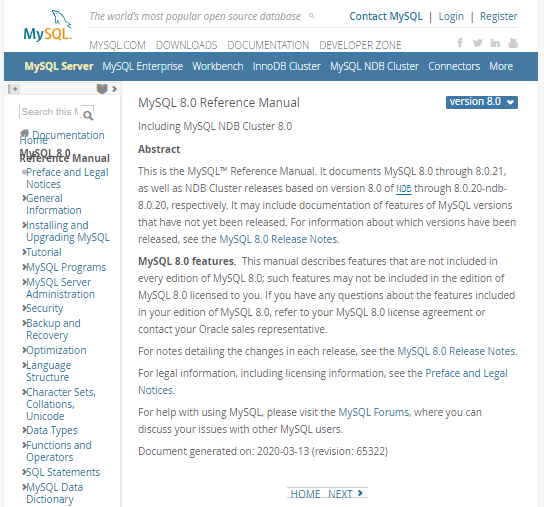 The world's most popular open source database
Contact MySQL | Login | Register
MySQL
MYSQL.COM DOWNLOADS DOCUMENTATION DEVELOPER ZONE
MySQL Server MySQL Enterprise Workbench InnoDB Cluster MySQL NDB Cluster Connectors More
Search this M
Documentation
Home
MySQL 8.0
Reference Manual
Preface and Legal
Notices
General
Information
Installing and
Upgrading MySQL
Tutorial
MySQL Programs
MySQL Server
Administration
Security
Backup and
Recovery
Optimization
Language
Structure
Character Sets,
Collations,
Unicode
Data Types
Functions and
Operators
SQL Statements
MySQL Data
Dictionary
MySQL 8.0 Reference Manual
version 8.0
Including MySQL NDB Cluster 8.0
Abstract
This is the MySQL™ Reference Manual. It documents MySQL 8.0 through 8.0.21,
as well as NDB Cluster releases based on version 8.0 of NDB through 8.0.20-ndb-
8.0.20, respectively. It may include documentation of features of MySQL versions
that have not yet been released. For information about which versions have been
released, see the MySQL 8.0 Release Notes.
MySQL 8.0 features. This manual describes features that are not included in
every edition of MySQL 8.0; such features may not be included in the edition of
MySQL 8.0 licensed to you. If you have any questions about the features included
in your edition of MySQL 8.0, refer to your MySQL 8.0 license agreement or
contact your Oracle sales representative.
For notes detailing the changes in each release, see the MySQL 8.0 Release Notes.
For legal information, including licensing information, see the Preface and Legal
Notices.
For help with using MySQL, please visit the MySQL Forums, where you can
discuss your issues with other MySQL users.
Document generated on: 2020-03-13 (revision: 65322)
HOME NEXT